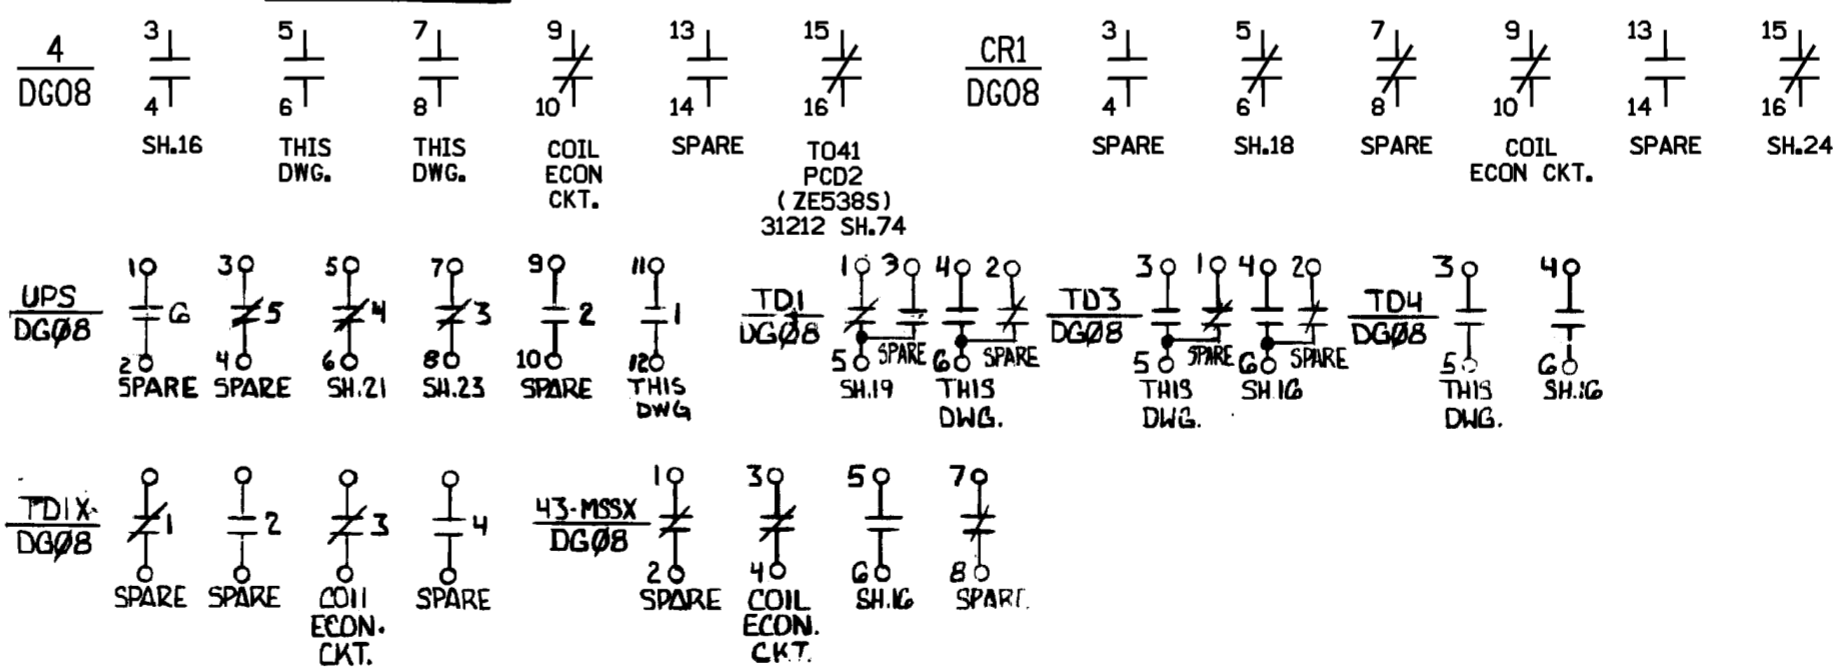 3 5 7 9 13 15 3 5 7 9 13 15
4 CR1
DG08 DG08
4 6 8 10 14 16 4 6 8 10 14 16
SH.16 THIS THIS COIL SPARE TO41 SPARE SH.18 SPARE COIL SPARE SH.24
DWG. DWG. ECON PCD2 ECON CKT.
CKT. (ZE538S)
31212 SH.74
1 3 5 7 9 11 1 3 4 2 3 1 4 2 3 4
UPS 6 5 4 3 2 1 TD1 TD3 TD4
DGØ8 DGØ8 DGØ8 DGØ8
2 4 6 8 10 12 5 SPARE 6 SPARE 5 SPARE 6 SPARE 5 6
SPARE SPARE SH.21 SH.23 SPARE THIS SH.19 THIS THIS SH.16 THIS SH.16
DWG DWG. DWG. DWG.
1 3 5 7
TD1X 1 2 3 4 43-MSSX
DGØ8 DGØ8
2 4 6 8
SPARE SPARE COIL SPARE SPARE COIL SH.16 SPARE
ECON. ECON.
CKT. CKT.